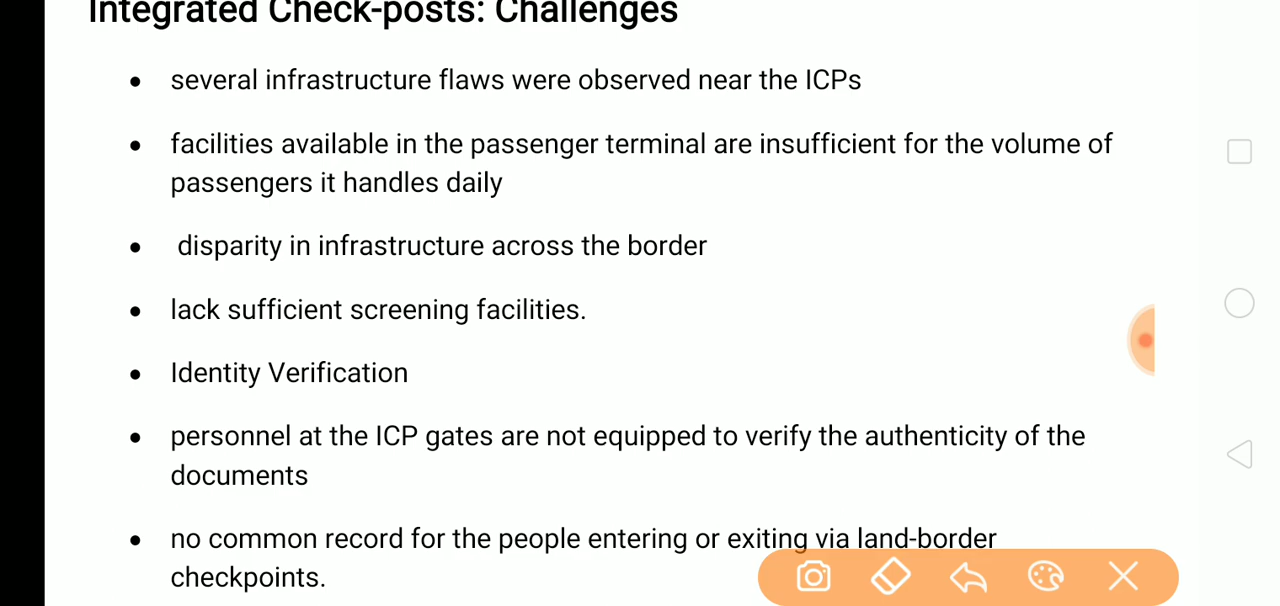 Integrated Check-posts: Challenges
• several infrastructure flaws were observed near the ICPs
• facilities available in the passenger terminal are insufficient for the volume of
passengers it handles daily
• disparity in infrastructure across the border
• lack sufficient screening facilities.
• Identity Verification
• personnel at the ICP gates are not equipped to verify the authenticity of the
documents
• no common record for the people entering or exiting via land-border
checkpoints.